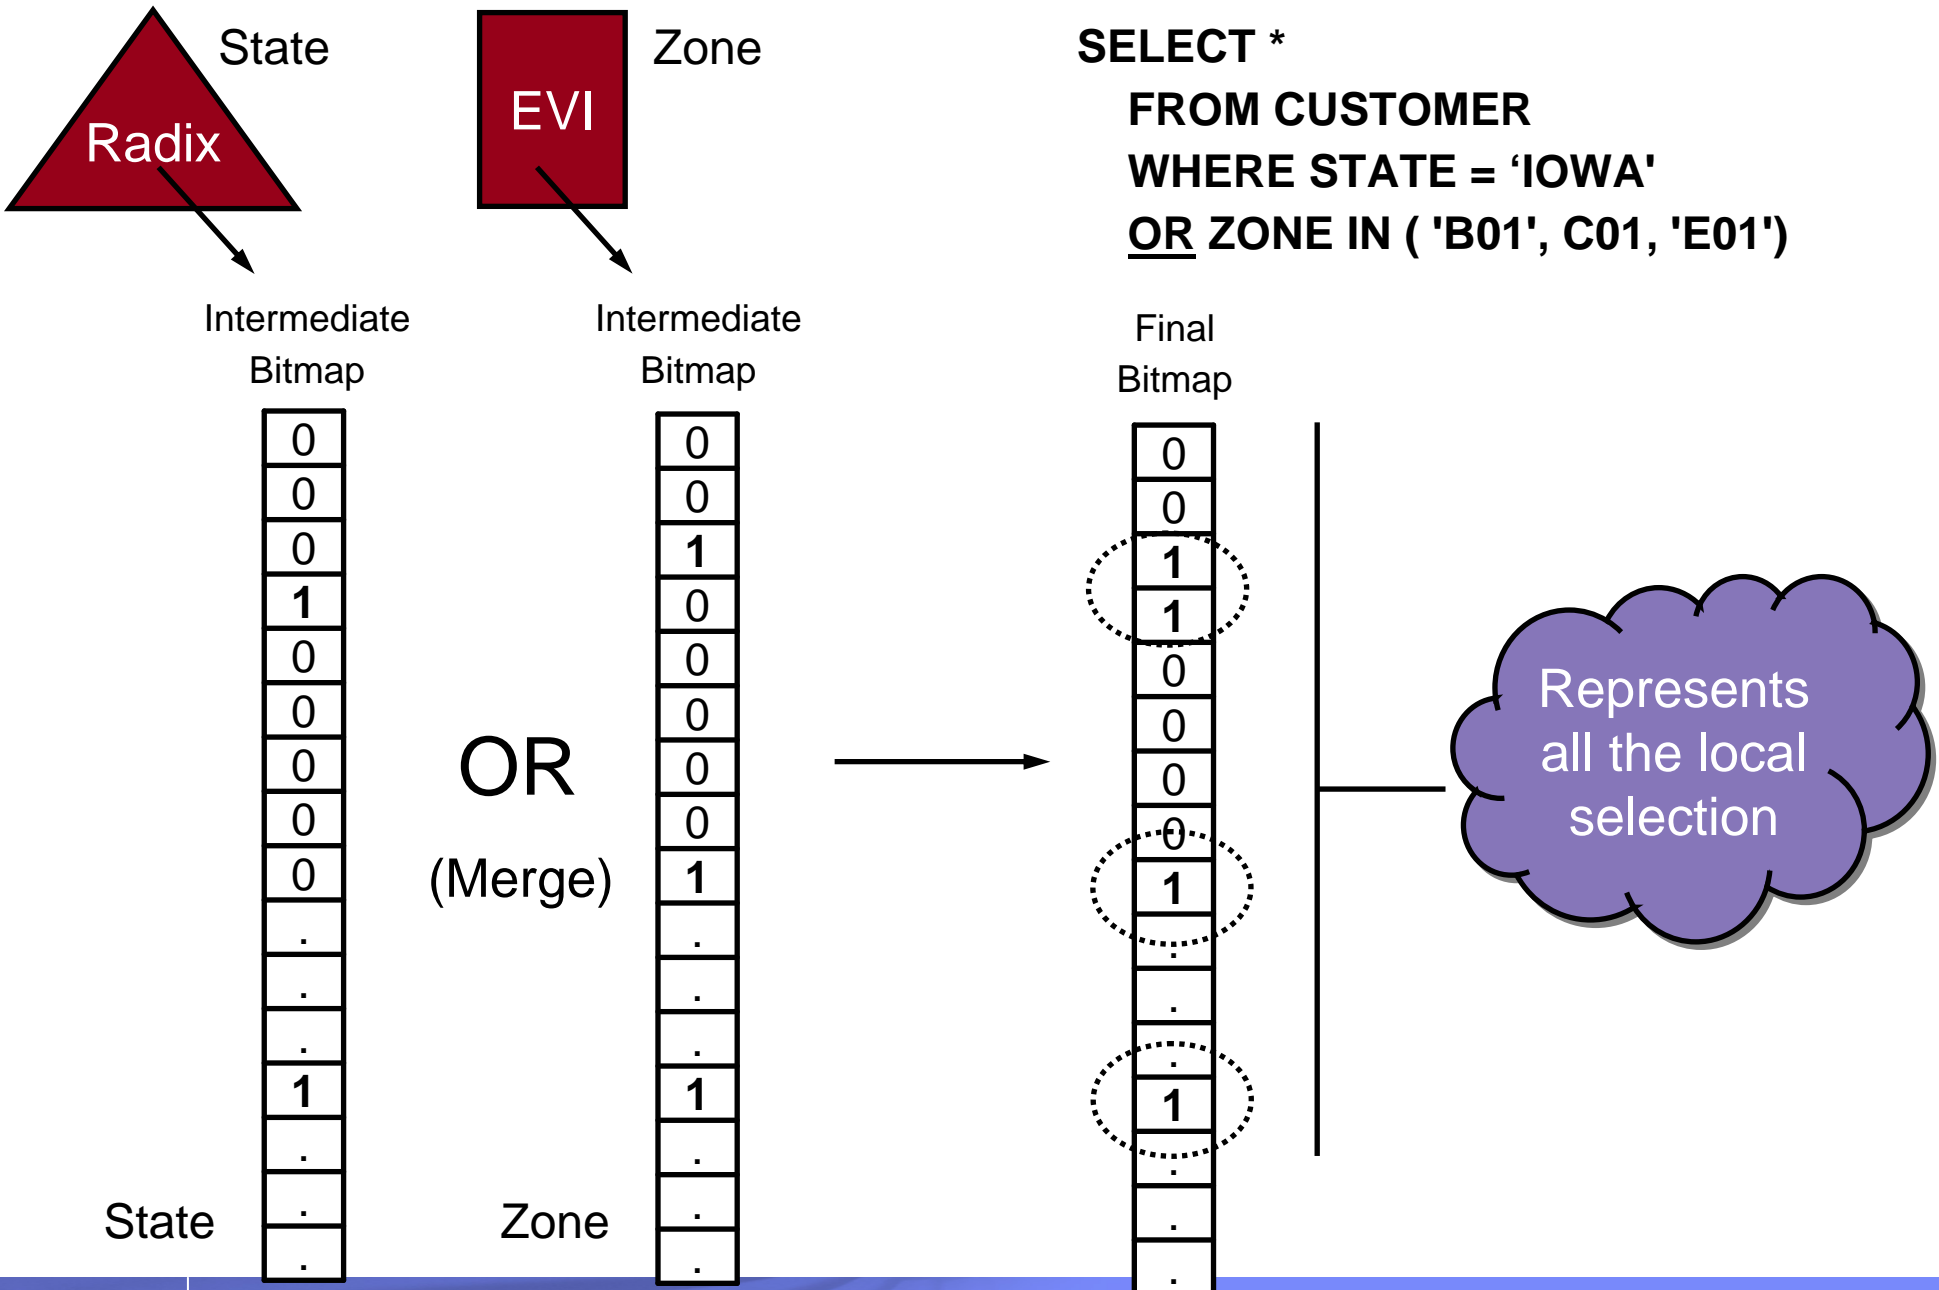 State
Radix
Zone
EVI
SELECT *
FROM CUSTOMER
WHERE STATE = ‘IOWA'
OR ZONE IN ( 'B01', C01, 'E01')
Intermediate
Bitmap
0
0
0
1
0
0
0
0
0
.
.
.
1
.
.
.
State
OR
(Merge)
Intermediate
Bitmap
0
0
1
0
0
0
0
0
1
.
.
.
1
.
.
.
Zone
Final
Bitmap
0
0
1
1
0
0
0
0
1
.
.
.
1
.
.
.
Represents
all the local
selection